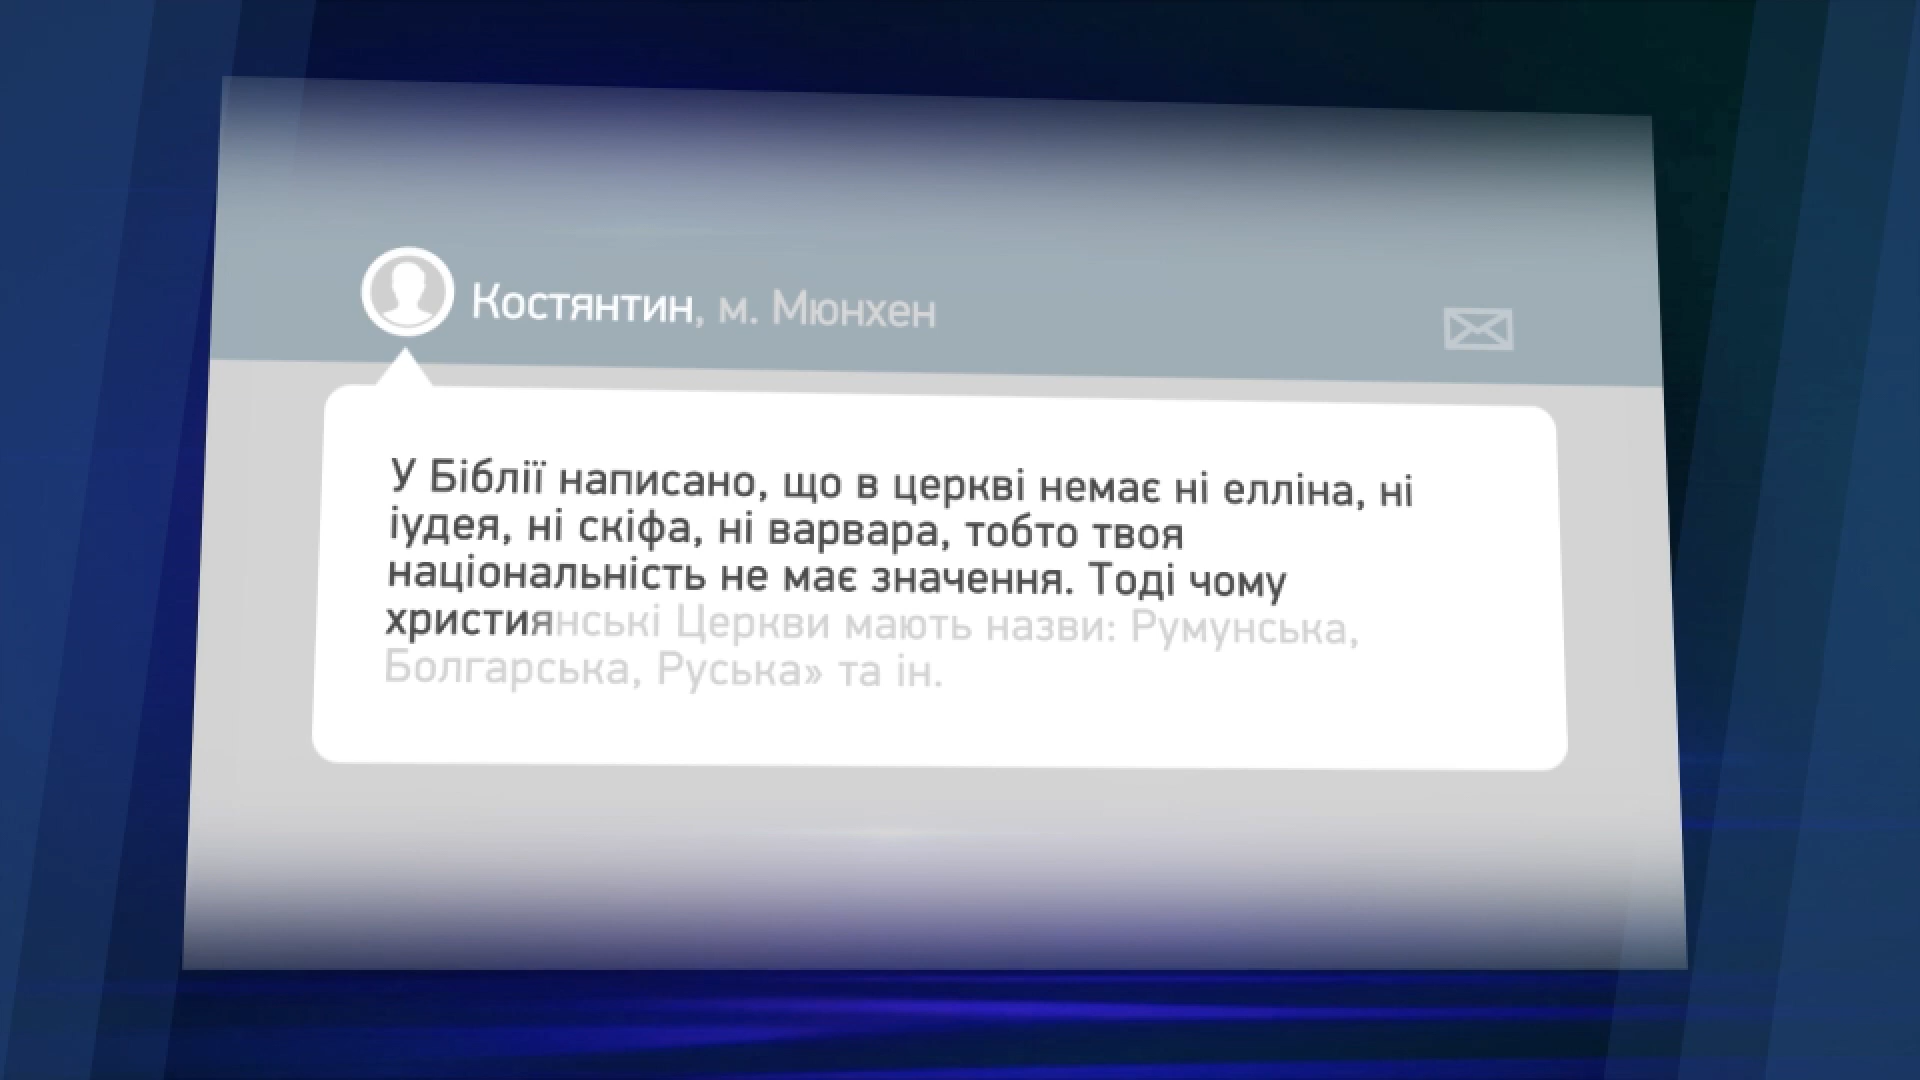 Костянтин, м. Мюнхен
У Біблії написано, що в церкві немає ні елліна, ні
іудея, ні скіфа, ні варвара, тобто твоя
національність не має значення. Тоді чому
християнські Церкви мають назви: Румунська,
Болгарська, Руська» та ін.